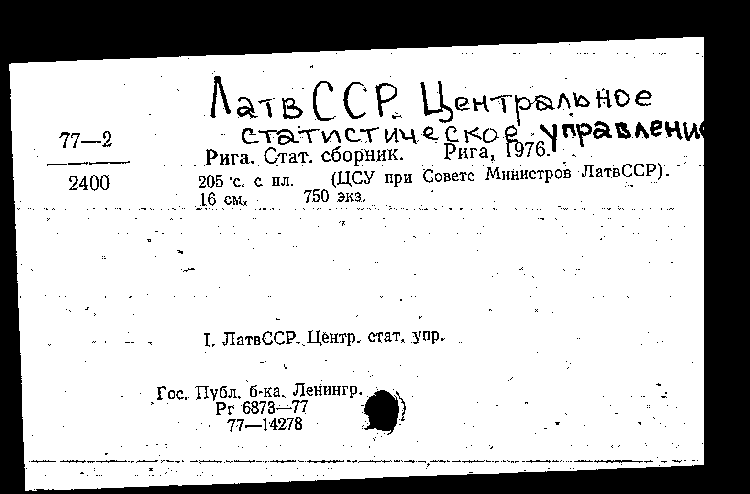 ЛатвССР. Центральное
статистическое управление
77—2
2400
Рига. Стат. сборник. Рига, 1976.
205 с. с ил. (ЦСУ при Совете Министров ЛатвССР).
16 см. 750 экз.
I. ЛатвССР. Центр. стат. упр.
Гос. Публ. б-ка. Ленингр.
Рг 6873—77
77—14278